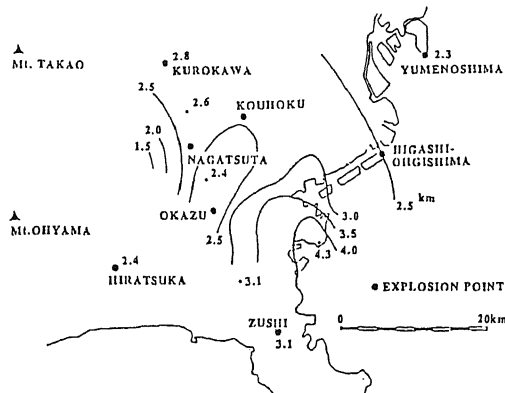 2.8
KUROKAWA
2.3
YUMENOSHIMA
Mt. TAKAO
2.5
2.6
KOUHOKU
2.0
1.5
NAGATSUTA
2.4
HIGASHI-
OHGISHIMA
2.5 km
OKAZU
3.0
Mt.OHYAMA
2.5
3.5
4.3
4.0
2.4
HIRATSUKA
3.1
EXPLOSION POINT
ZUSHI
3.1
0
20km